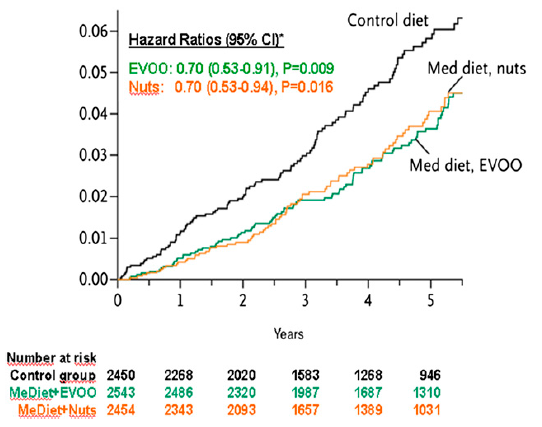 Control diet
0.06
Hazard Ratios (95% CI)*
0.05
EVOO: 0.70 (0.53-0.91), P=0.009
Med diet, nuts
Nuts: 0.70 (0.53-0.94), P=0.016
0.04
0.03
Med diet, EVOO
0.02
0.01
0.00
0 1 2 3 4 5
Years
Number at risk
Control group 2450 2268 2020 1583 1268 946
MeDiet+EVOO 2543 2486 2320 1987 1687 1310
MeDiet+Nuts 2454 2343 2093 1657 1389 1031